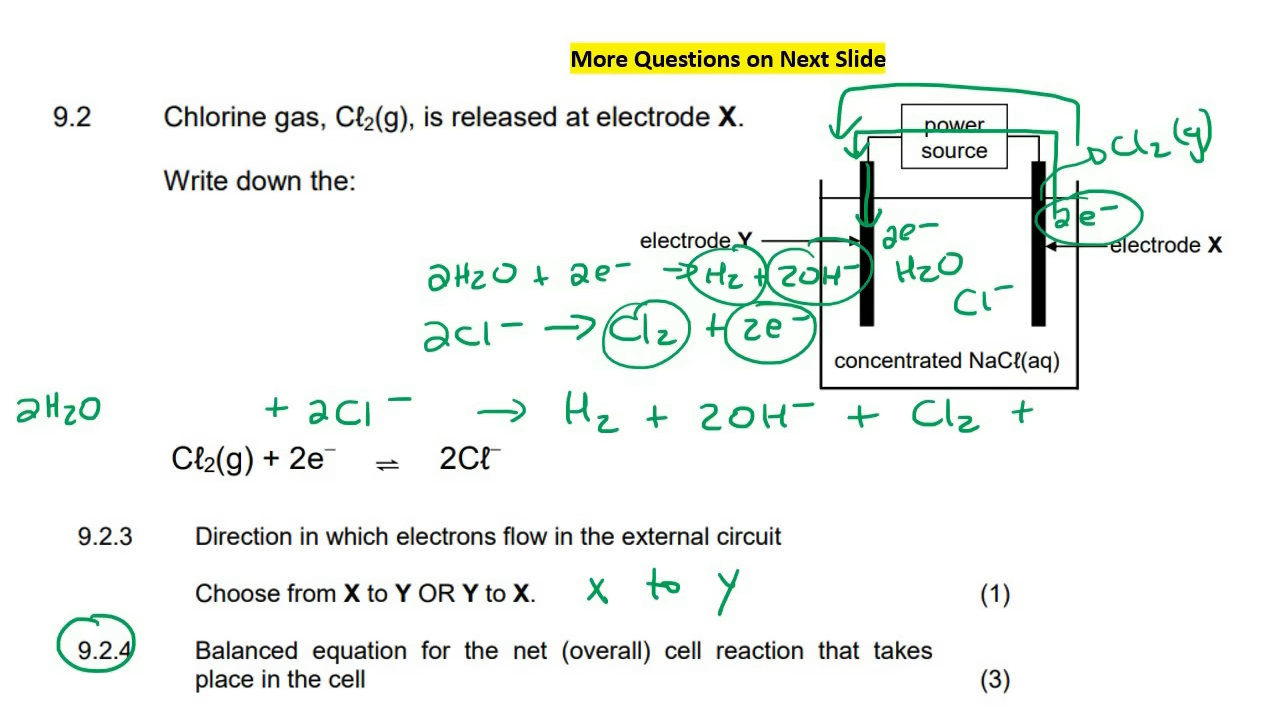 More Questions on Next Slide
9.2 Chlorine gas, Cℓ₂(g), is released at electrode X.
Write down the:
power
source
Cl₂(g)
2e⁻
electrode Y
2e⁻
electrode X
2H₂O + 2e⁻ → H₂ + 2OH⁻
H₂O
Cl⁻
2Cl⁻ → Cl₂ + 2e⁻
concentrated NaCℓ(aq)
2H₂O + 2Cl⁻ → H₂ + 2OH⁻ + Cl₂ +
Cℓ₂(g) + 2e⁻ ⇌ 2Cℓ⁻
9.2.3 Direction in which electrons flow in the external circuit
Choose from X to Y OR Y to X. x to y (1)
9.2.4 Balanced equation for the net (overall) cell reaction that takes
place in the cell (3)